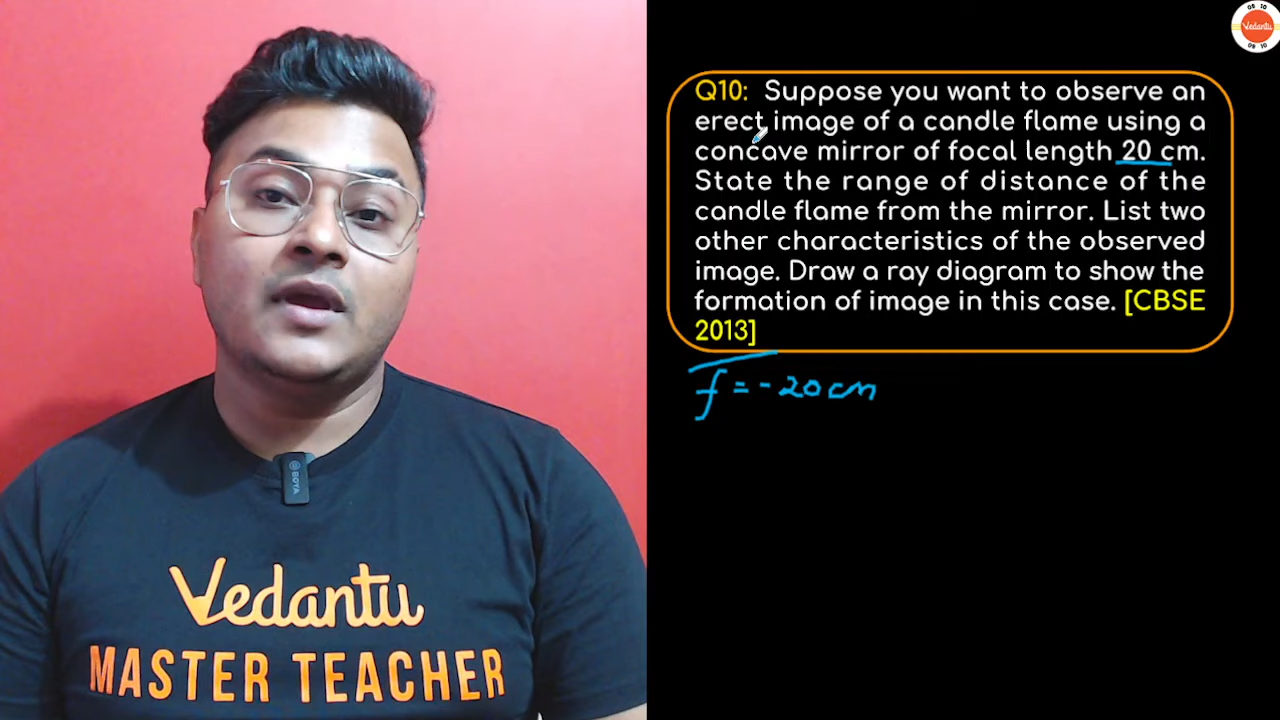 Vedantu
Q10: Suppose you want to observe an
erect image of a candle flame using a
concave mirror of focal length 20 cm.
State the range of distance of the
candle flame from the mirror. List two
other characteristics of the observed
image. Draw a ray diagram to show the
formation of image in this case. [CBSE
2013]
f = -20 cm
BOYA
Vedantu
MASTER TEACHER